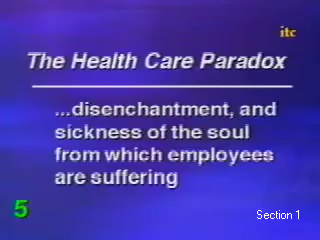 itc
The Health Care Paradox
...disenchantment, and
sickness of the soul
from which employees
are suffering
5
Section 1